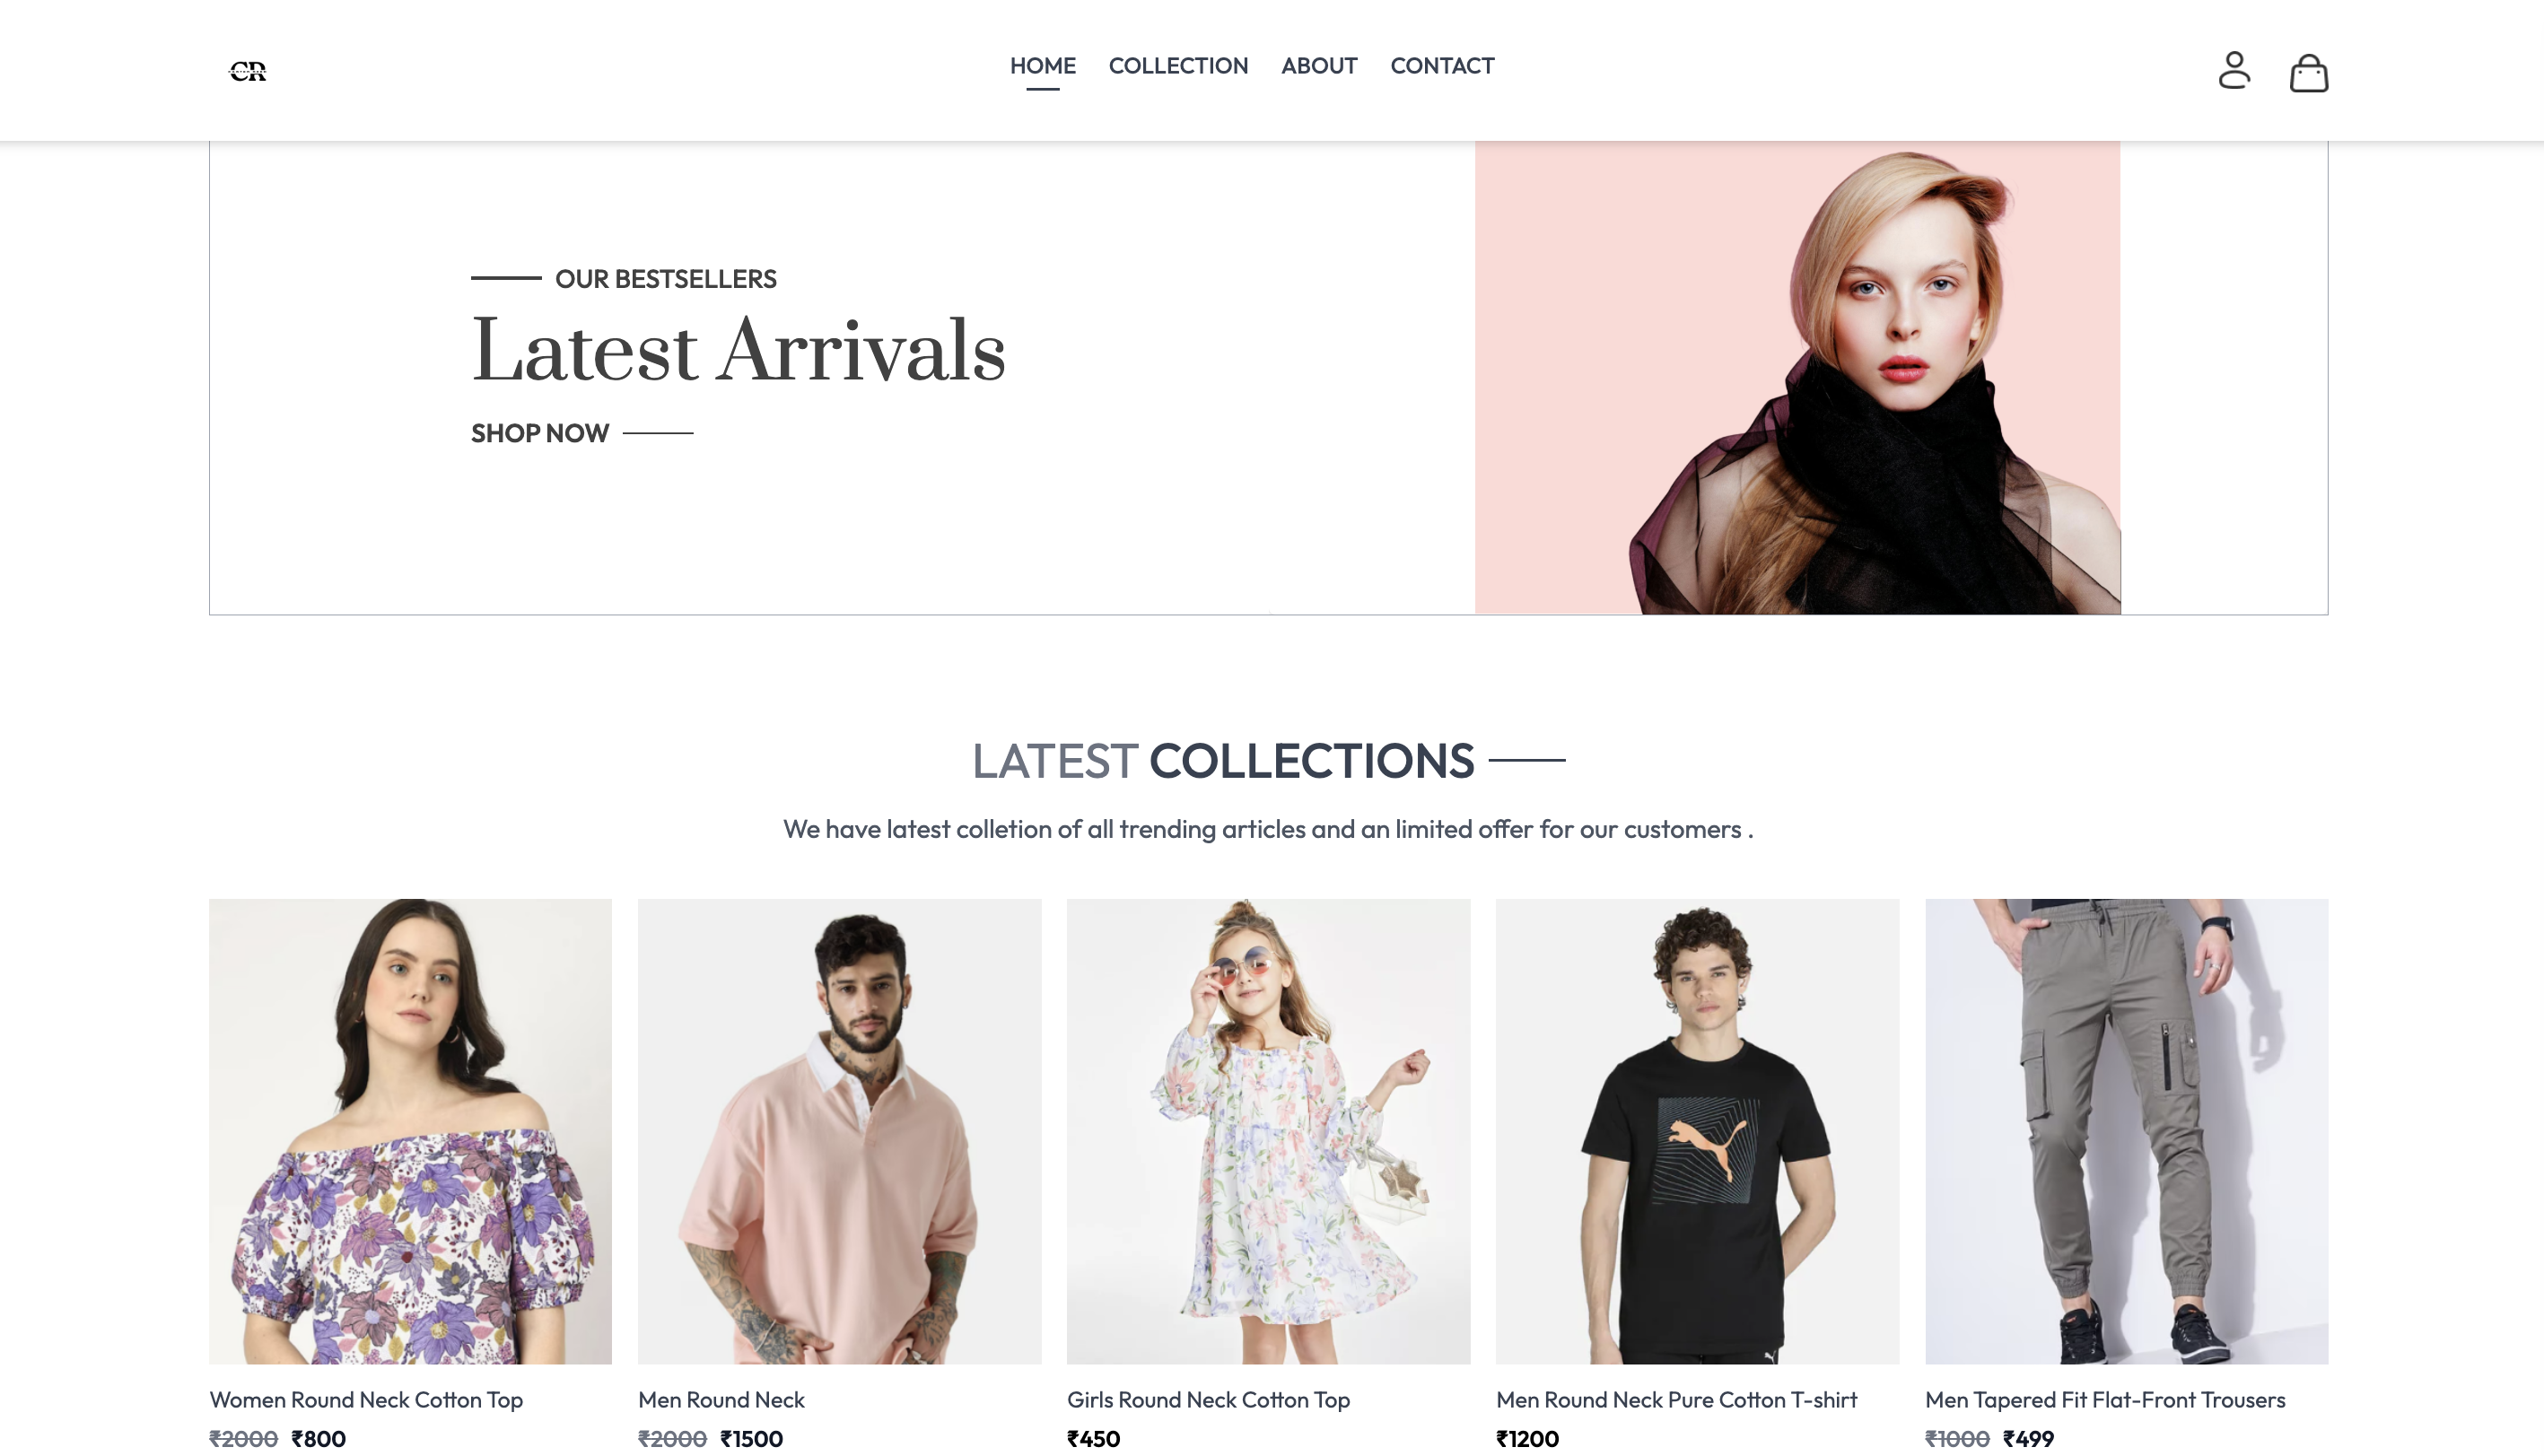 CR
HOME COLLECTION ABOUT CONTACT
OUR BESTSELLERS
Latest Arrivals
SHOP NOW
LATEST COLLECTIONS
We have latest colletion of all trending articles and an limited offer for our customers .
Women Round Neck Cotton Top
₹2000 ₹800
Men Round Neck
₹2000 ₹1500
Girls Round Neck Cotton Top
₹450
Men Round Neck Pure Cotton T-shirt
₹1200
Men Tapered Fit Flat-Front Trousers
₹1000 ₹499